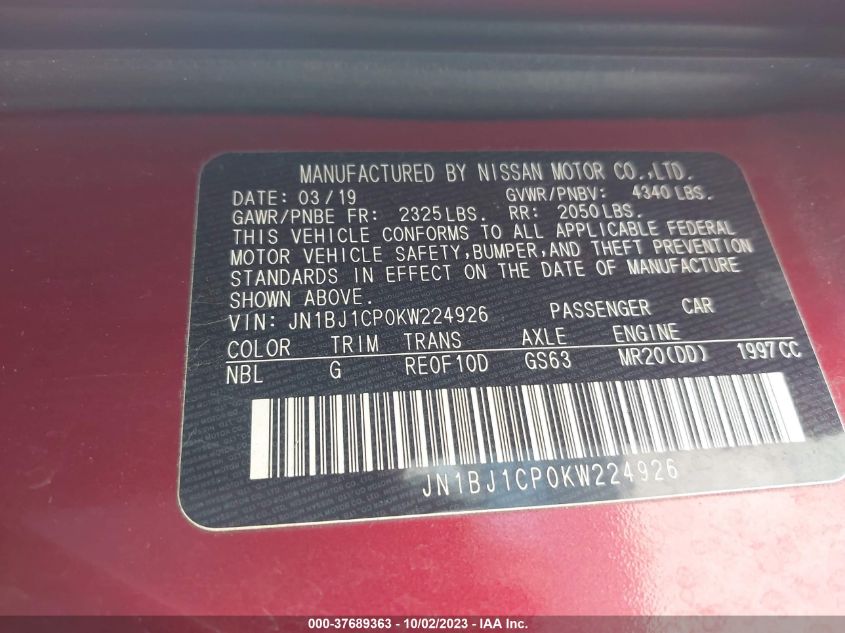 MANUFACTURED BY NISSAN MOTOR CO.,LTD.
DATE: 03/19 GVWR/PNBV: 4340 LBS.
GAWR/PNBE FR: 2325 LBS. RR: 2050 LBS.
THIS VEHICLE CONFORMS TO ALL APPLICABLE FEDERAL
MOTOR VEHICLE SAFETY, BUMPER, AND THEFT PREVENTION
STANDARDS IN EFFECT ON THE DATE OF MANUFACTURE
SHOWN ABOVE.
VIN: JN1BJ1CP0KW224926 PASSENGER CAR
COLOR TRIM TRANS AXLE ENGINE
NBL G RE0F10D GS63 MR20(DD) 1997CC
JN1BJ1CP0KW224926
000-37689363 - 10/02/2023 - IAA Inc.